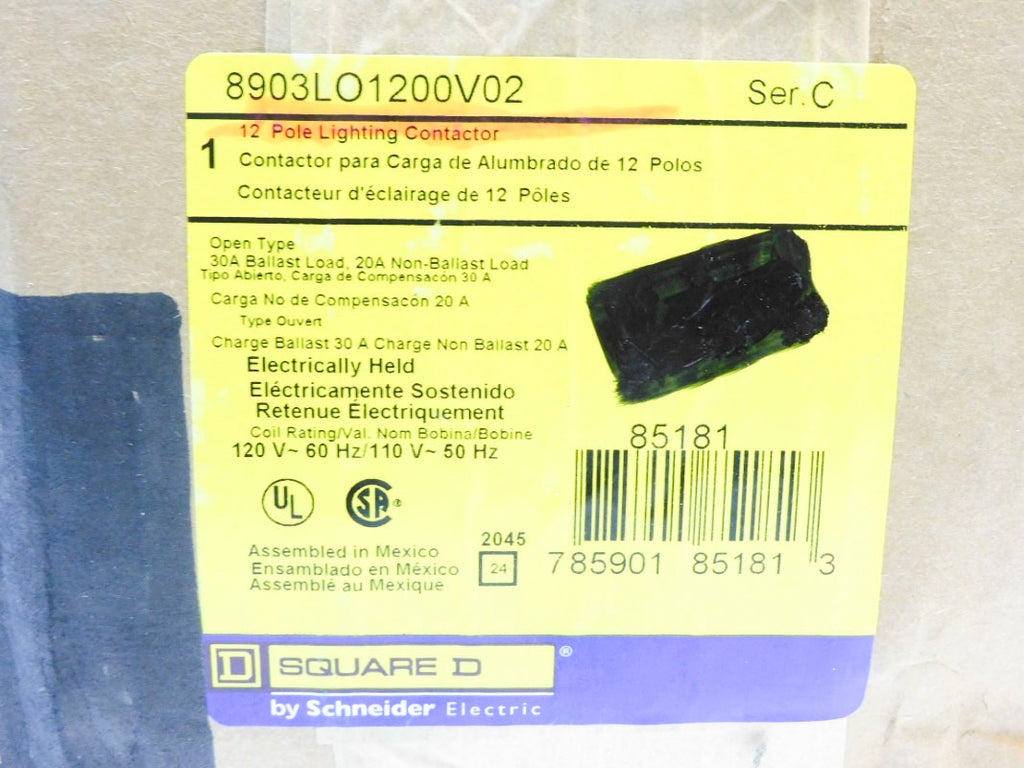 8903LO1200V02 Ser. C
12 Pole Lighting Contactor
1 Contactor para Carga de Alumbrado de 12 Polos
Contacteur d'éclairage de 12 Pôles
Open Type
30A Ballast Load, 20A Non-Ballast Load
Tipo Abierto, Carga de Compensacón 30 A
Carga No de Compensacón 20 A
Type Ouvert
Charge Ballast 30 A Charge Non Ballast 20 A
Electrically Held
Eléctricamente Sostenido
Retenue Électriquement
Coil Rating/Val. Nom Bobina/Bobine
120 V~ 60 Hz/110 V~ 50 Hz
85181
UL SA ®
Assembled in Mexico
Ensamblado en México
Assemblé au Mexique
2045
24
785901 85181 3
D SQUARE D ®
by Schneider Electric